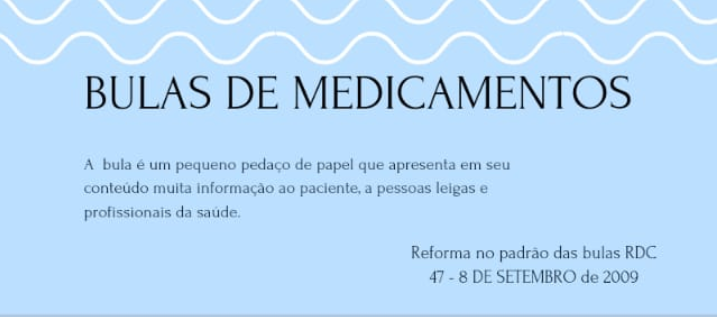 BULAS DE MEDICAMENTOS
A bula é um pequeno pedaço de papel que apresenta em seu
conteúdo muita informação ao paciente, a pessoas leigas e
profissionais da saúde.
Reforma no padrão das bulas RDC
47 - 8 DE SETEMBRO de 2009